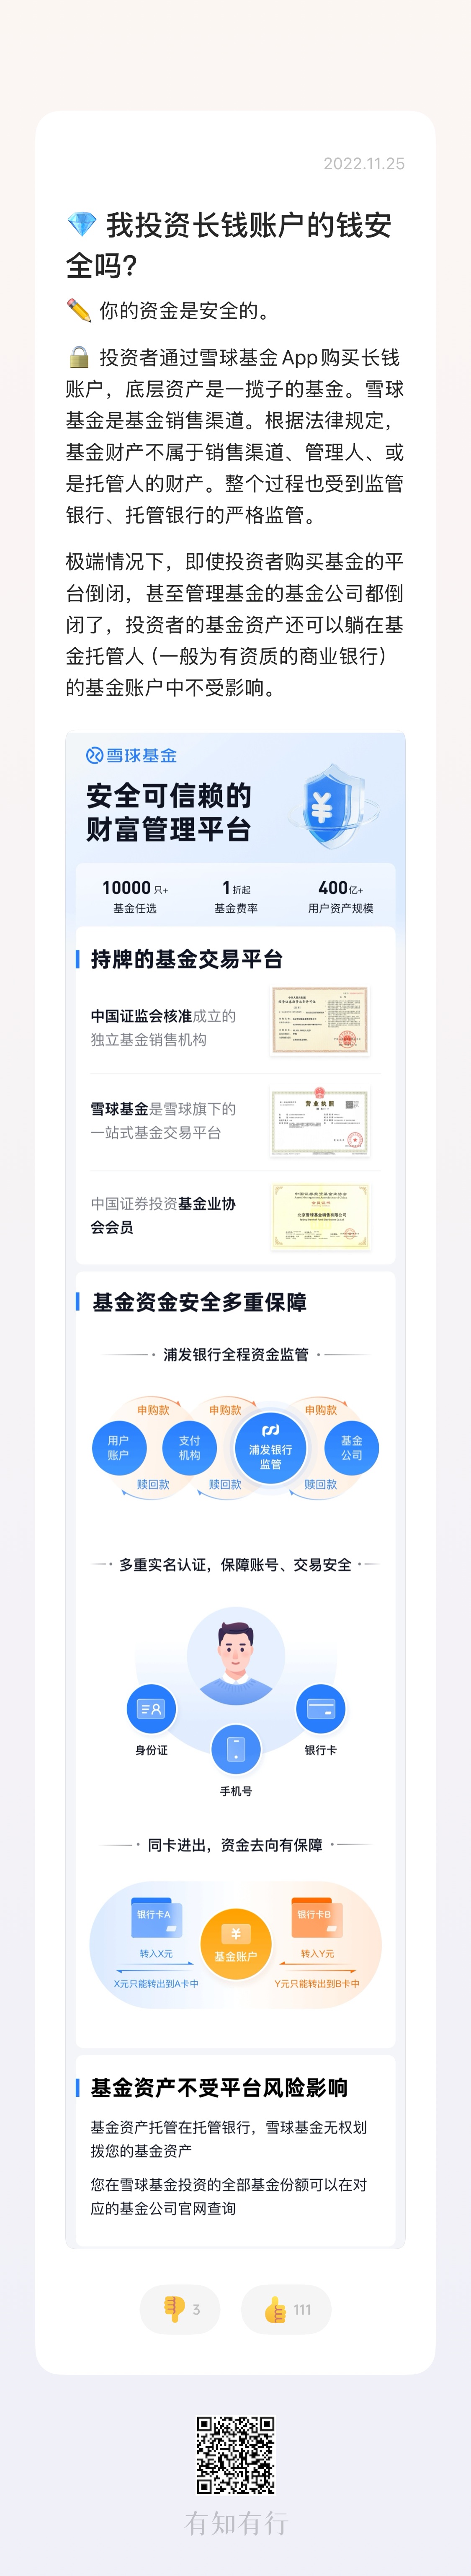 2022.11.25
💎 我投资长钱账户的钱安
全吗?
✏️ 你的资金是安全的。
🔒 投资者通过雪球基金App购买长钱
账户，底层资产是一揽子的基金。雪球
基金是基金销售渠道。根据法律规定，
基金财产不属于销售渠道、管理人、或
是托管人的财产。整个过程也受到监管
银行、托管银行的严格监管。
极端情况下，即使投资者购买基金的平
台倒闭，甚至管理基金的基金公司都倒
闭了，投资者的基金资产还可以躺在基
金托管人（一般为有资质的商业银行）
的基金账户中不受影响。
雪球基金
安全可信赖的
财富管理平台
10000 只+
1 折起
400 亿+
基金任选
基金费率
用户资产规模
持牌的基金交易平台
中国证监会核准成立的
独立基金销售机构
雪球基金是雪球旗下的
一站式基金交易平台
营业执照
中国证券投资基金业协
会会员
北京雪球基金销售有限公司
基金资金安全多重保障
浦发银行全程资金监管
申购款
申购款
申购款
用户
账户
支付
机构
浦发银行
监管
基金
公司
赎回款
赎回款
赎回款
多重实名认证，保障账号、交易安全
身份证
银行卡
手机号
同卡进出，资金去向有保障
银行卡A
银行卡B
转入X元
基金账户
转入Y元
X元只能转出到A卡中
Y元只能转出到B卡中
基金资产不受平台风险影响
基金资产托管在托管银行，雪球基金无权划
拨您的基金资产
您在雪球基金投资的全部基金份额可以在对
应的基金公司官网查询
3
111
有知有行